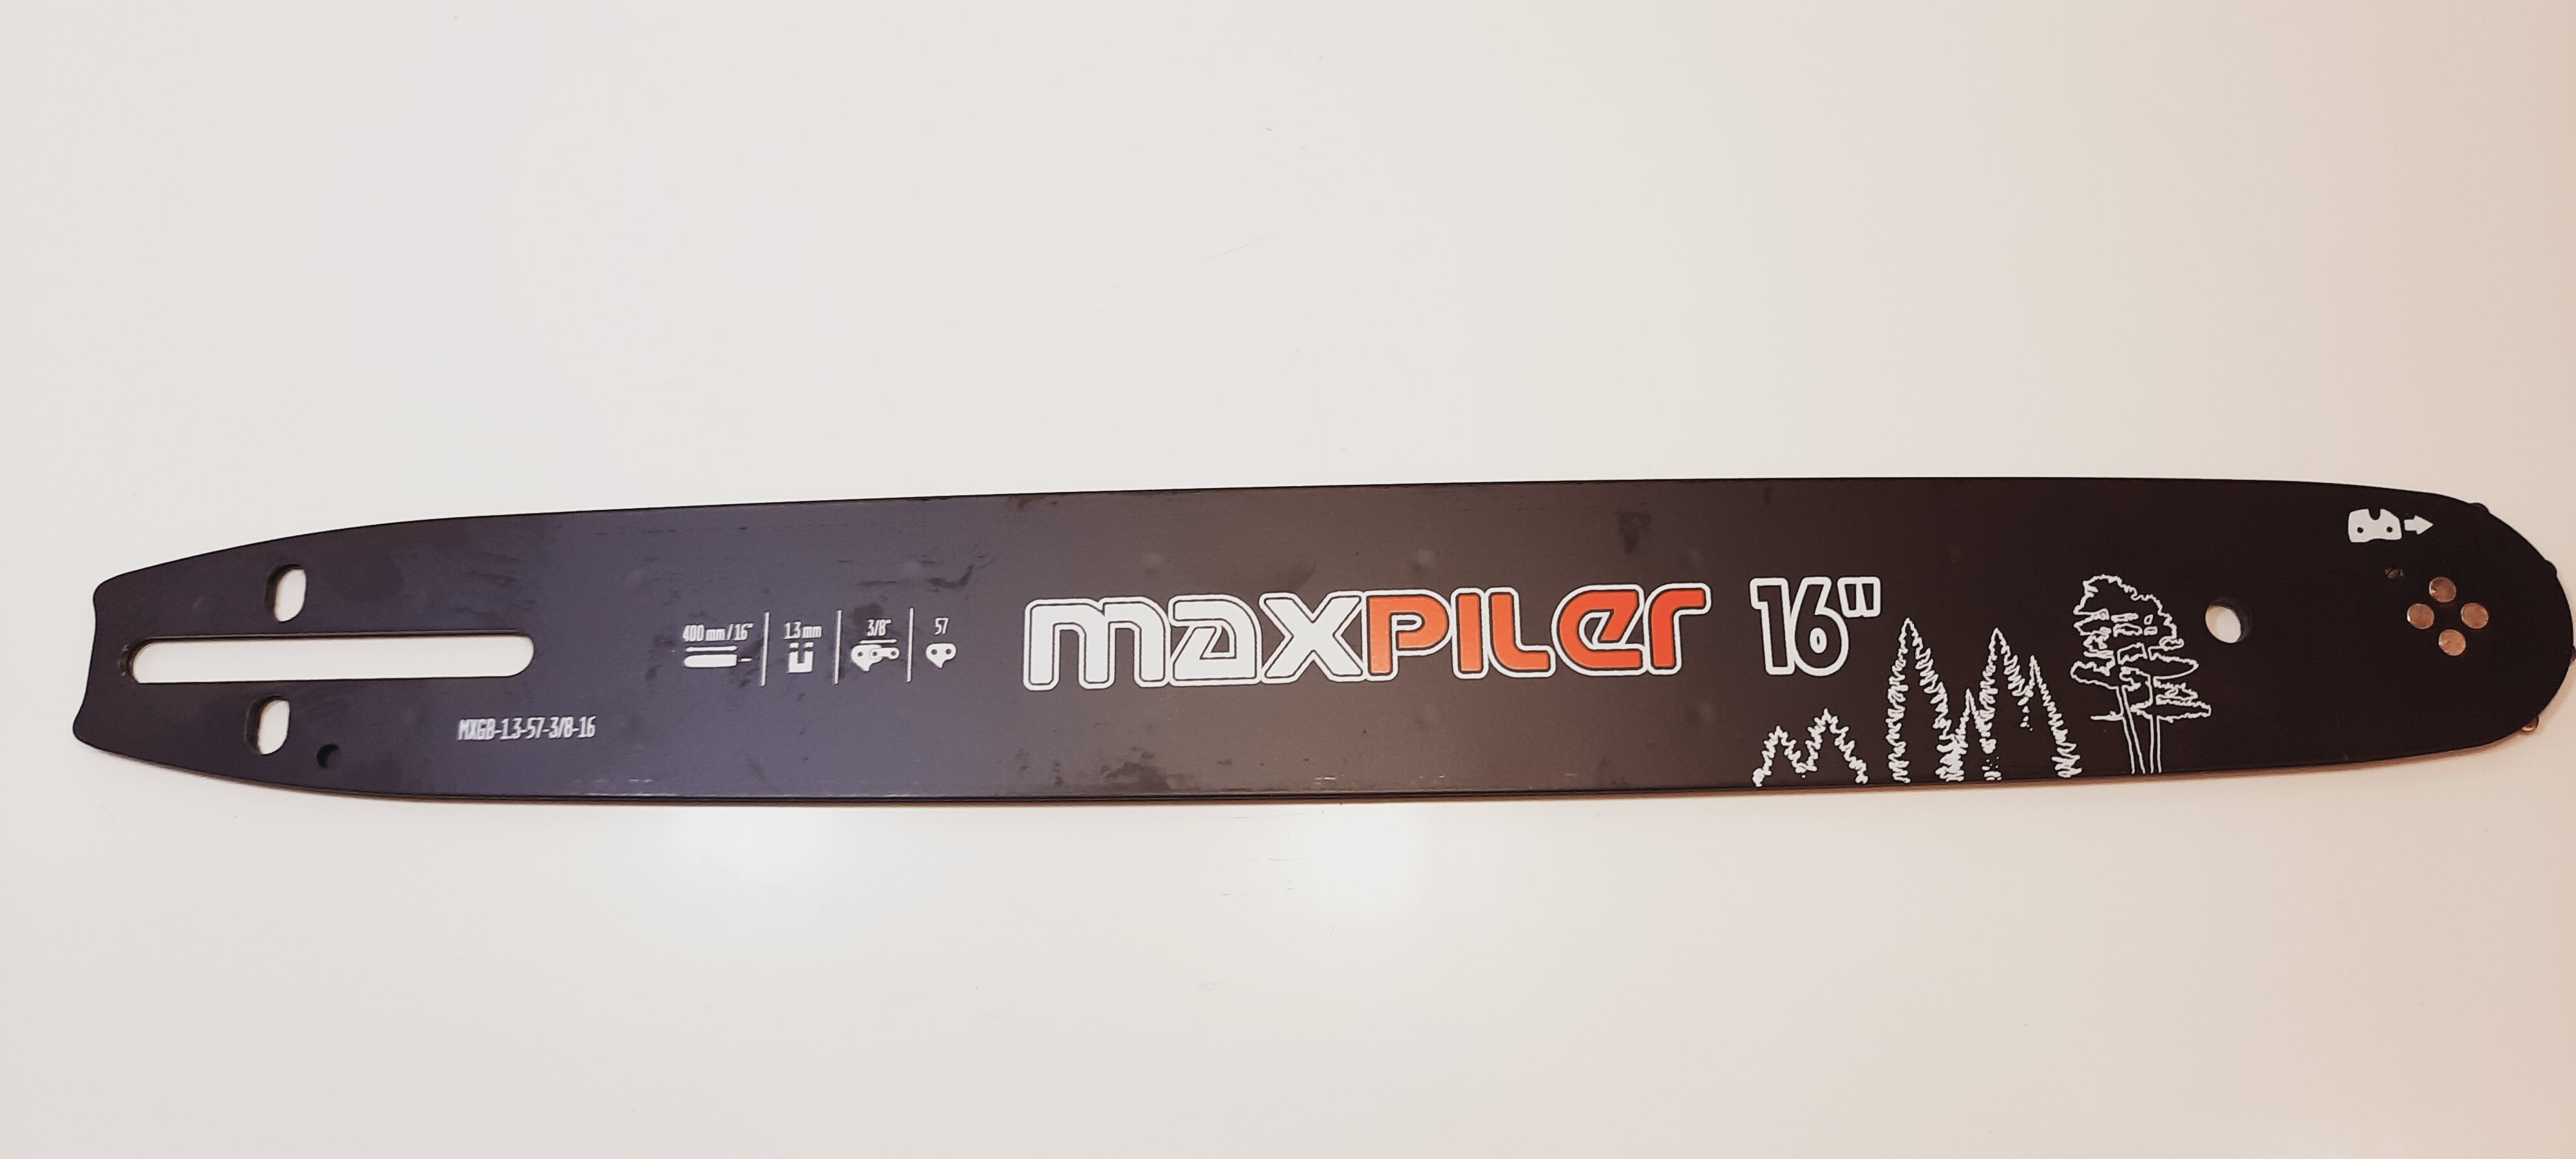 400 mm / 16"
1.3 mm
3/8"
57
maxPILer 16"
MXGB-1.3-57-3/8-16